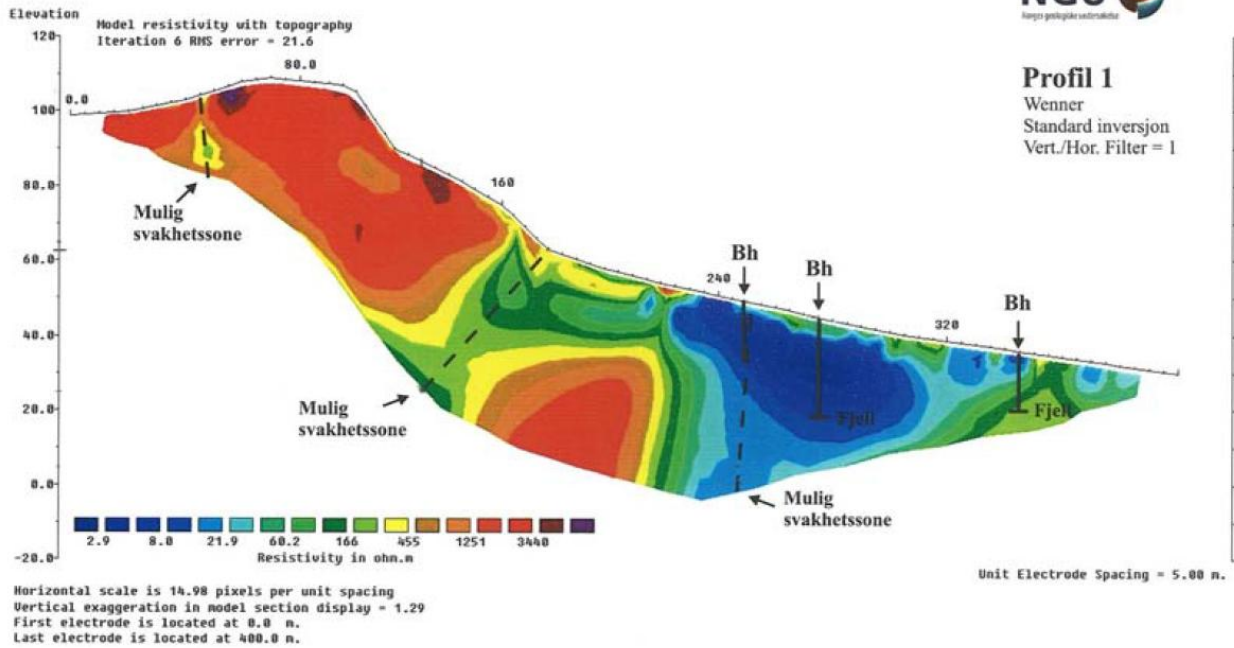 Elevation
Model resistivity with topography
Iteration 6 RMS error = 21.6
NGU
Norges geologiske undersøkelse
Profil 1
Wenner
Standard inversjon
Vert./Hor. Filter = 1
120
100
80.0
60.0
40.0
20.0
0.0
-20.0
0.0
80.0
160
240
320
Mulig
svakhetssone
Bh
Bh
Bh
Mulig
svakhetssone
Fjell
Fjell
Mulig
svakhetssone
2.9 8.0 21.9 60.2 166 455 1251 3440
Resistivity in ohm.m
Unit Electrode Spacing = 5.00 m.
Horizontal scale is 14.98 pixels per unit spacing
Vertical exaggeration in model section display = 1.29
First electrode is located at 0.0 m.
Last electrode is located at 400.0 m.